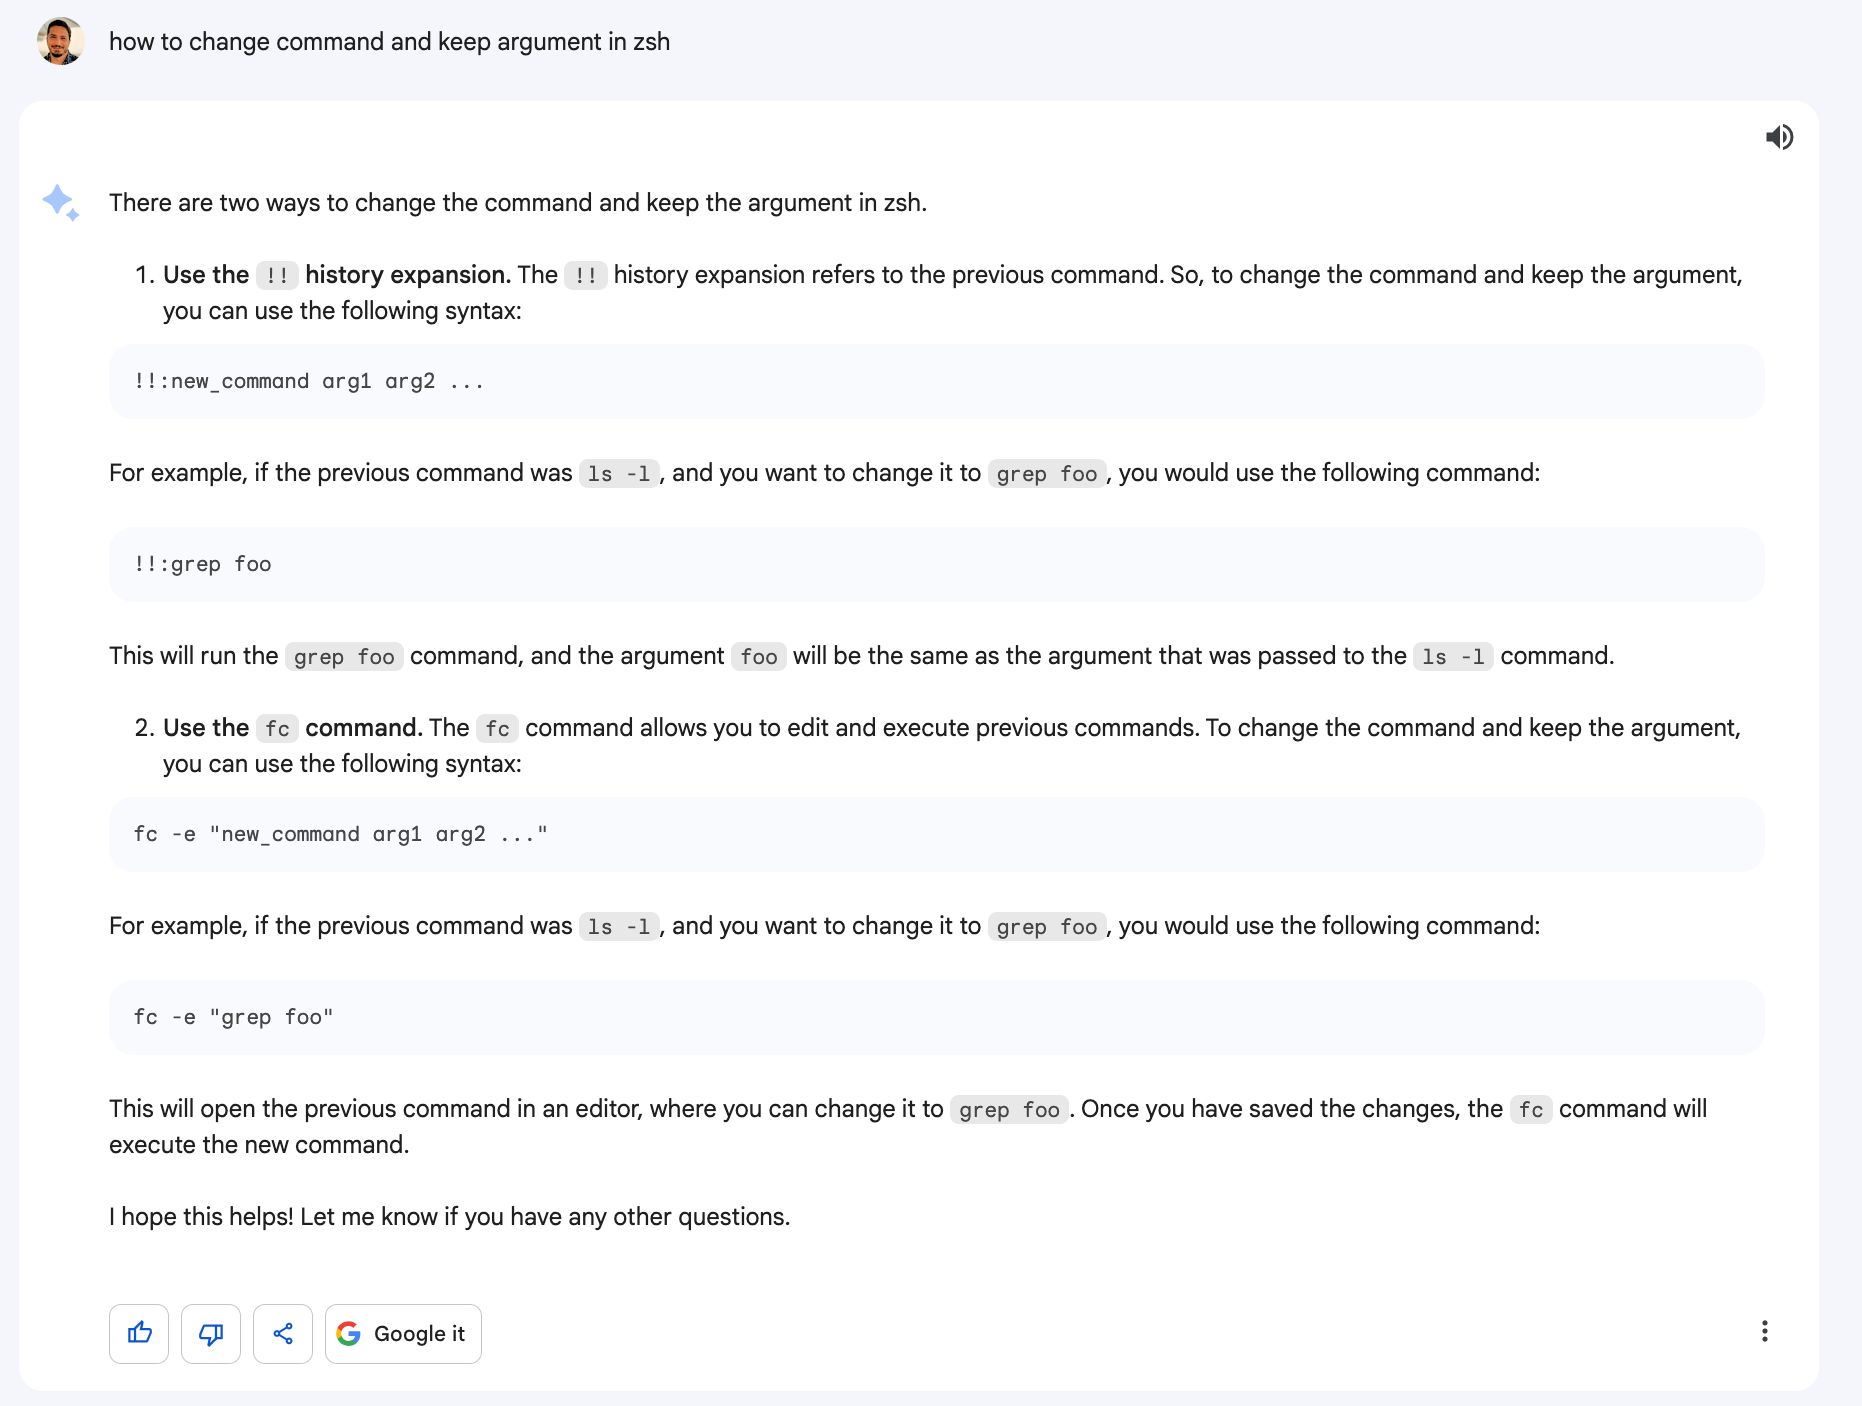 how to change command and keep argument in zsh
There are two ways to change the command and keep the argument in zsh.
1. Use the !! history expansion. The !! history expansion refers to the previous command. So, to change the command and keep the argument,
you can use the following syntax:
!!:new_command arg1 arg2 ...
For example, if the previous command was ls -l, and you want to change it to grep foo, you would use the following command:
!!:grep foo
This will run the grep foo command, and the argument foo will be the same as the argument that was passed to the ls -l command.
2. Use the fc command. The fc command allows you to edit and execute previous commands. To change the command and keep the argument,
you can use the following syntax:
fc -e "new_command arg1 arg2 ..."
For example, if the previous command was ls -l, and you want to change it to grep foo, you would use the following command:
fc -e "grep foo"
This will open the previous command in an editor, where you can change it to grep foo. Once you have saved the changes, the fc command will
execute the new command.
I hope this helps! Let me know if you have any other questions.
Google it